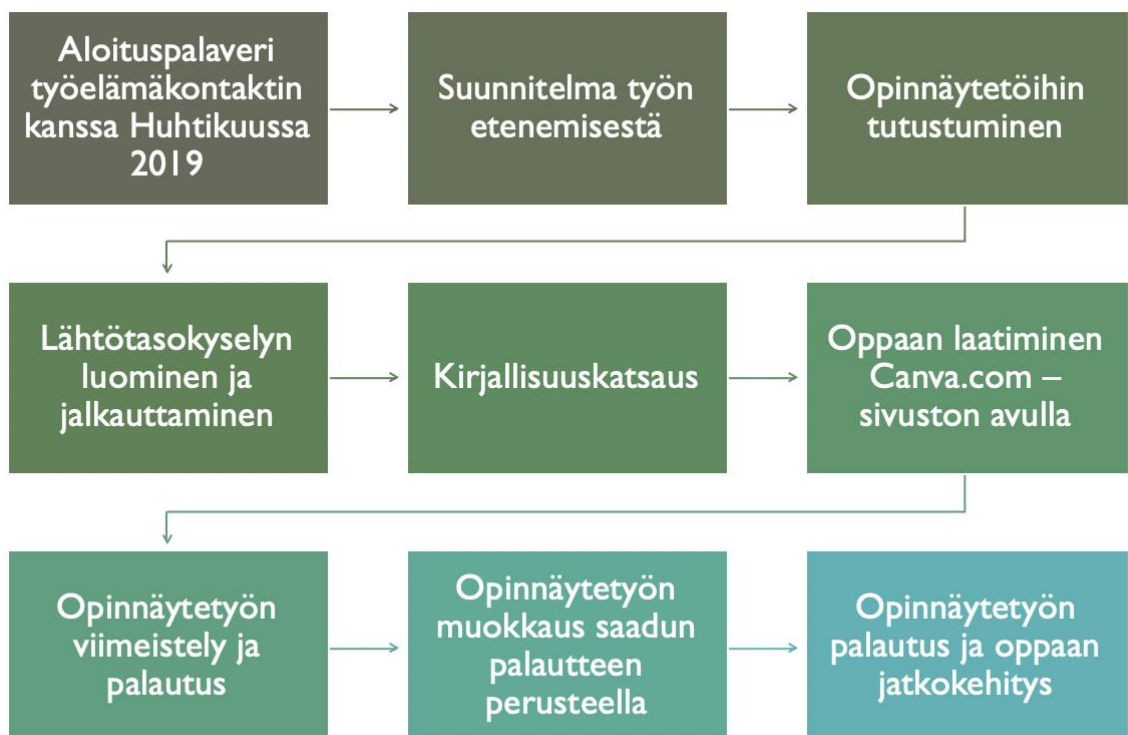 Aloituspalaveri
työelämäkontaktin
kanssa Huhtikuussa
2019
Suunnitelma työn
etenemisestä
Opinnäytetöihin
tutustuminen
Lähtötasokyselyn
luominen ja
jalkauttaminen
Kirjallisuuskatsaus
Oppaan laatiminen
Canva.com –
sivuston avulla
Opinnäytetyön
viimeistely ja
palautus
Opinnäytetyön
muokkaus saadun
palautteen
perusteella
Opinnäytetyön
palautus ja oppaan
jatkokehitys